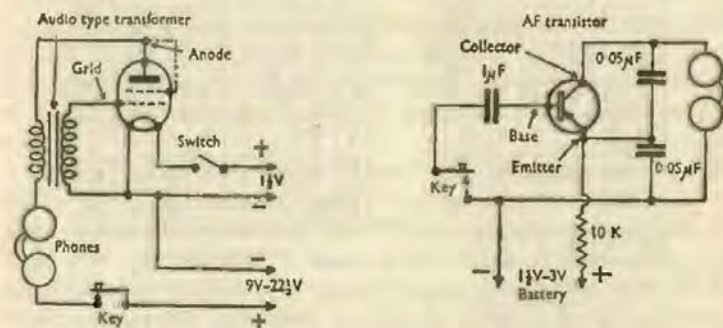 Audio type transformer
Anode
Grid
Switch
+
1½V
−
Phones
−
9V-22½V
+
Key
AF transistor
Collector
0·05µF
1µF
Base
Emitter
0·05µF
Key
10 K
−
1½V-3V
+
Battery